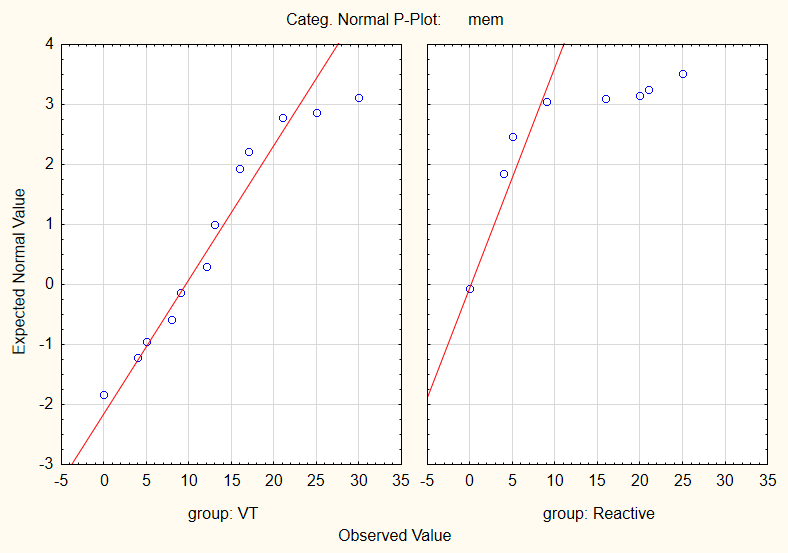 Categ. Normal P-Plot: mem
Expected Normal Value
4
3
2
1
0
-1
-2
-3
-5 0 5 10 15 20 25 30 35
-5 0 5 10 15 20 25 30 35
group: VT
group: Reactive
Observed Value